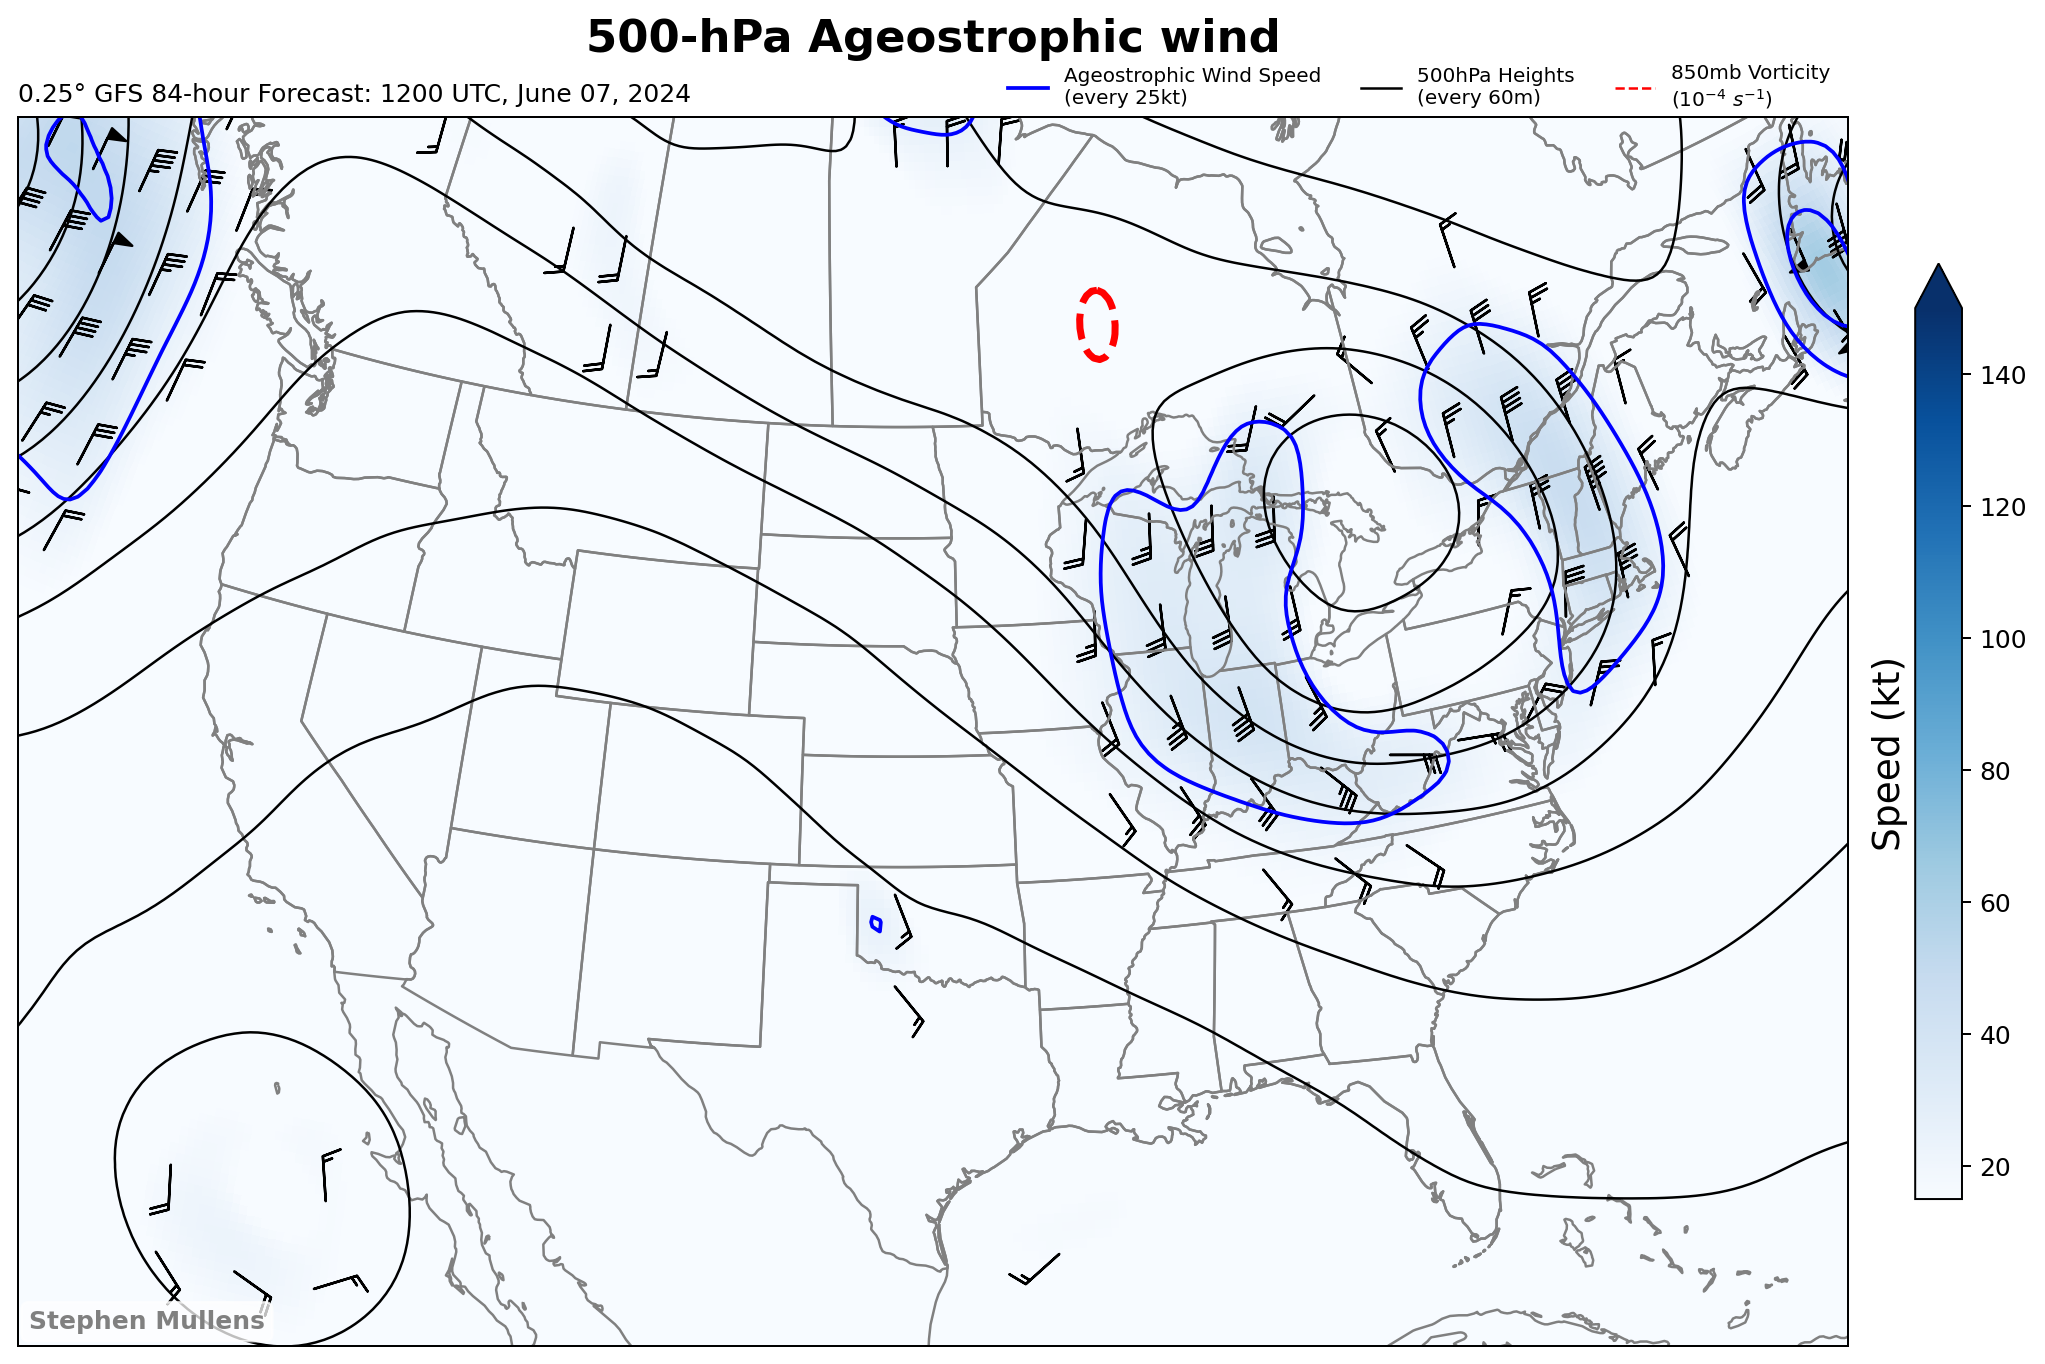 500-hPa Ageostrophic wind
0.25° GFS 84-hour Forecast: 1200 UTC, June 07, 2024
Ageostrophic Wind Speed
(every 25kt)
500hPa Heights
(every 60m)
850mb Vorticity
(10⁻⁴ s⁻¹)
140
120
100
80
60
40
20
Speed (kt)
Stephen Mullens